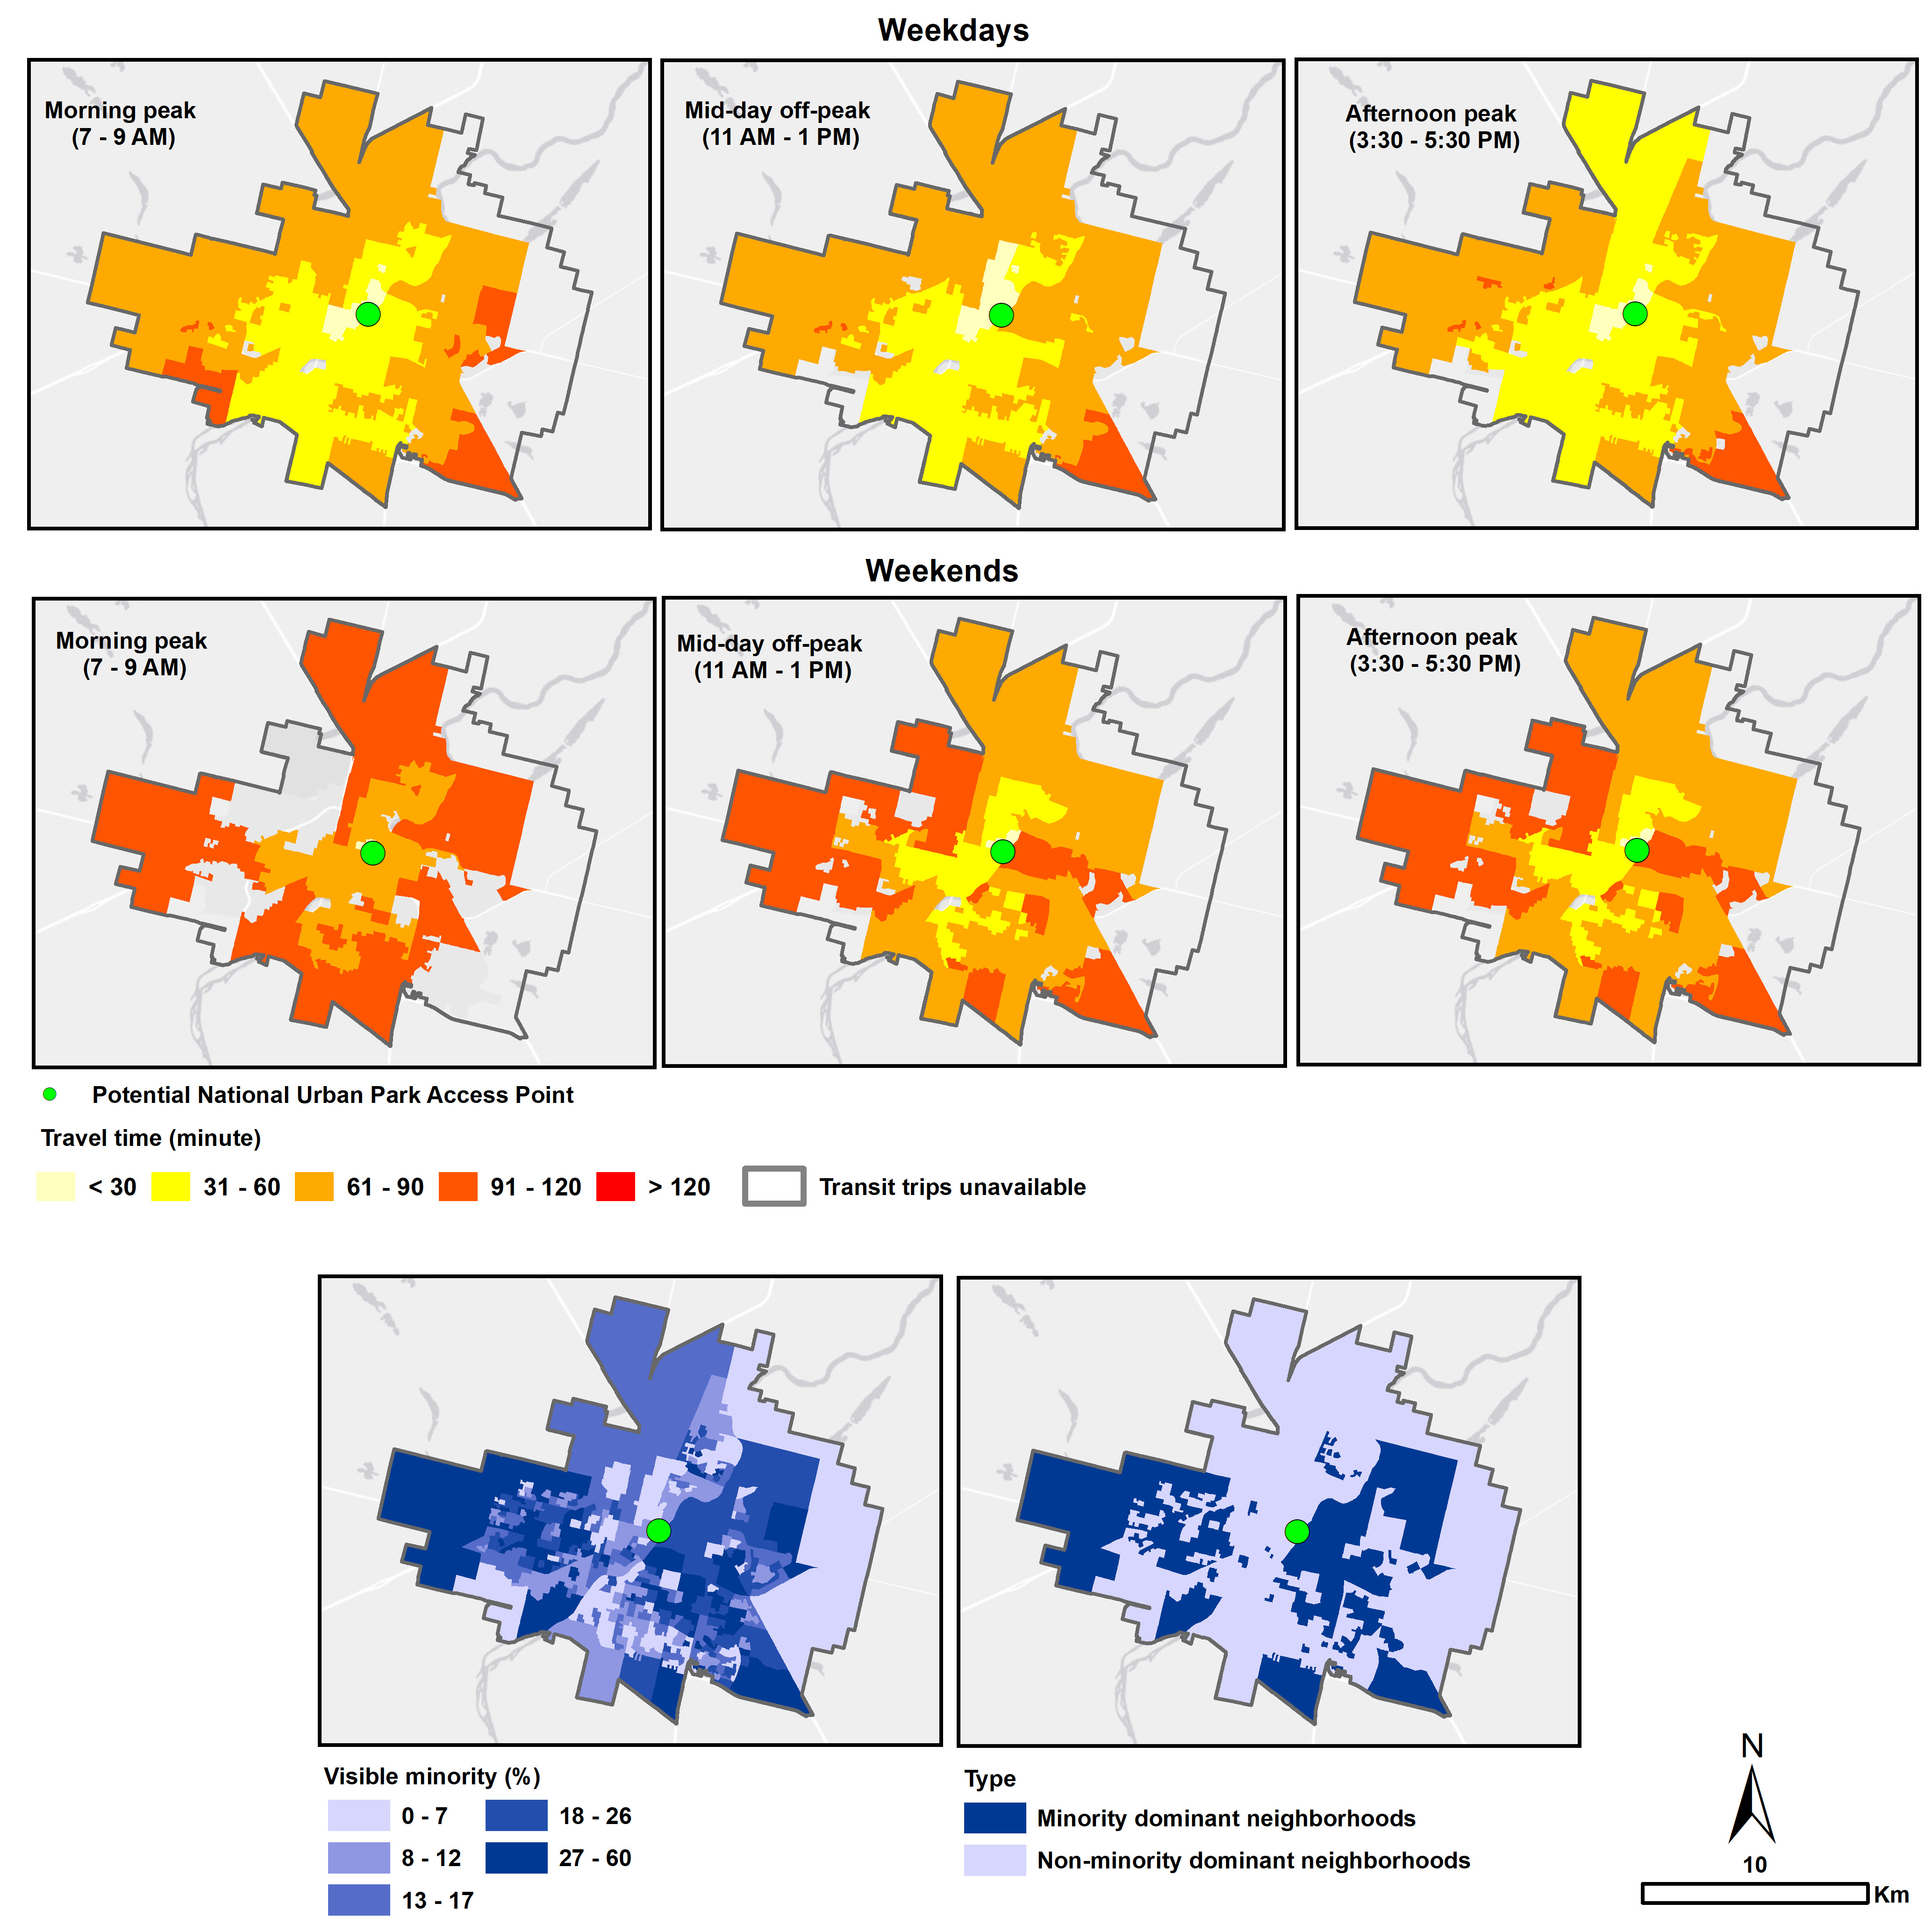 Weekdays
Morning peak
(7 - 9 AM)
Mid-day off-peak
(11 AM - 1 PM)
Afternoon peak
(3:30 - 5:30 PM)
Weekends
Morning peak
(7 - 9 AM)
Mid-day off-peak
(11 AM - 1 PM)
Afternoon peak
(3:30 - 5:30 PM)
Potential National Urban Park Access Point
Travel time (minute)
< 30
31 - 60
61 - 90
91 - 120
> 120
Transit trips unavailable
Visible minority (%)
0 - 7
8 - 12
13 - 17
18 - 26
27 - 60
Type
Minority dominant neighborhoods
Non-minority dominant neighborhoods
N
10
Km